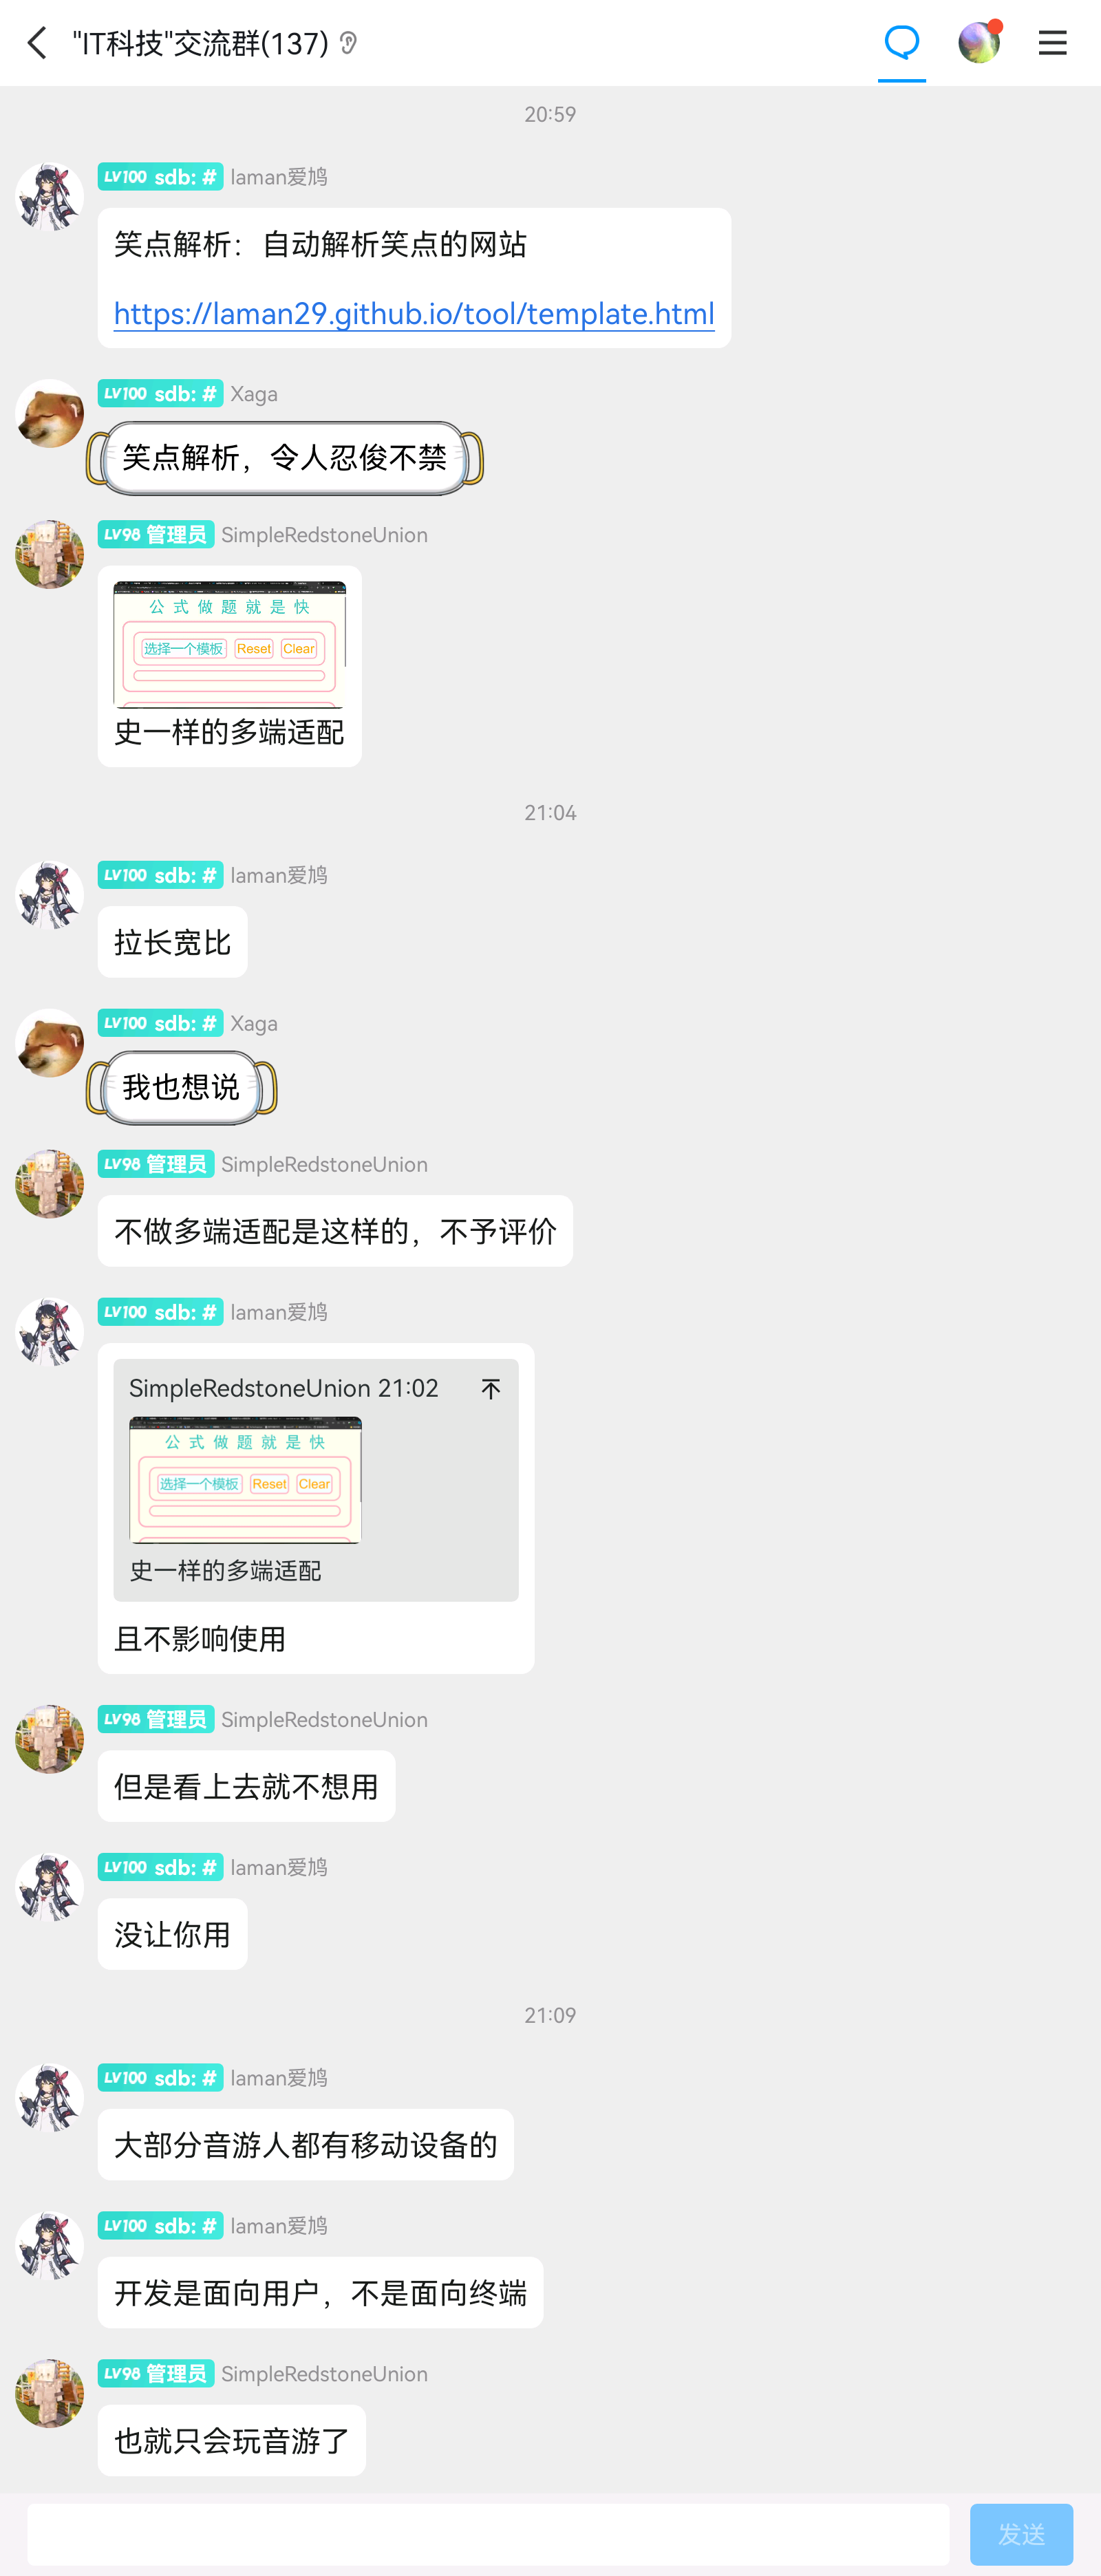 "IT科技"交流群(137)
20:59
LV100 sdb: # laman爱鸠
笑点解析：自动解析笑点的网站
https://laman29.github.io/tool/template.html
LV100 sdb: # Xaga
笑点解析，令人忍俊不禁
LV98 管理员 SimpleRedstoneUnion
公式做题就是快
选择一个模板 Reset Clear
史一样的多端适配
21:04
LV100 sdb: # laman爱鸠
拉长宽比
LV100 sdb: # Xaga
我也想说
LV98 管理员 SimpleRedstoneUnion
不做多端适配是这样的，不予评价
LV100 sdb: # laman爱鸠
SimpleRedstoneUnion 21:02
公式做题就是快
选择一个模板 Reset Clear
史一样的多端适配
且不影响使用
LV98 管理员 SimpleRedstoneUnion
但是看上去就不想用
LV100 sdb: # laman爱鸠
没让你用
21:09
LV100 sdb: # laman爱鸠
大部分音游人都有移动设备的
LV100 sdb: # laman爱鸠
开发是面向用户，不是面向终端
LV98 管理员 SimpleRedstoneUnion
也就只会玩音游了
发送